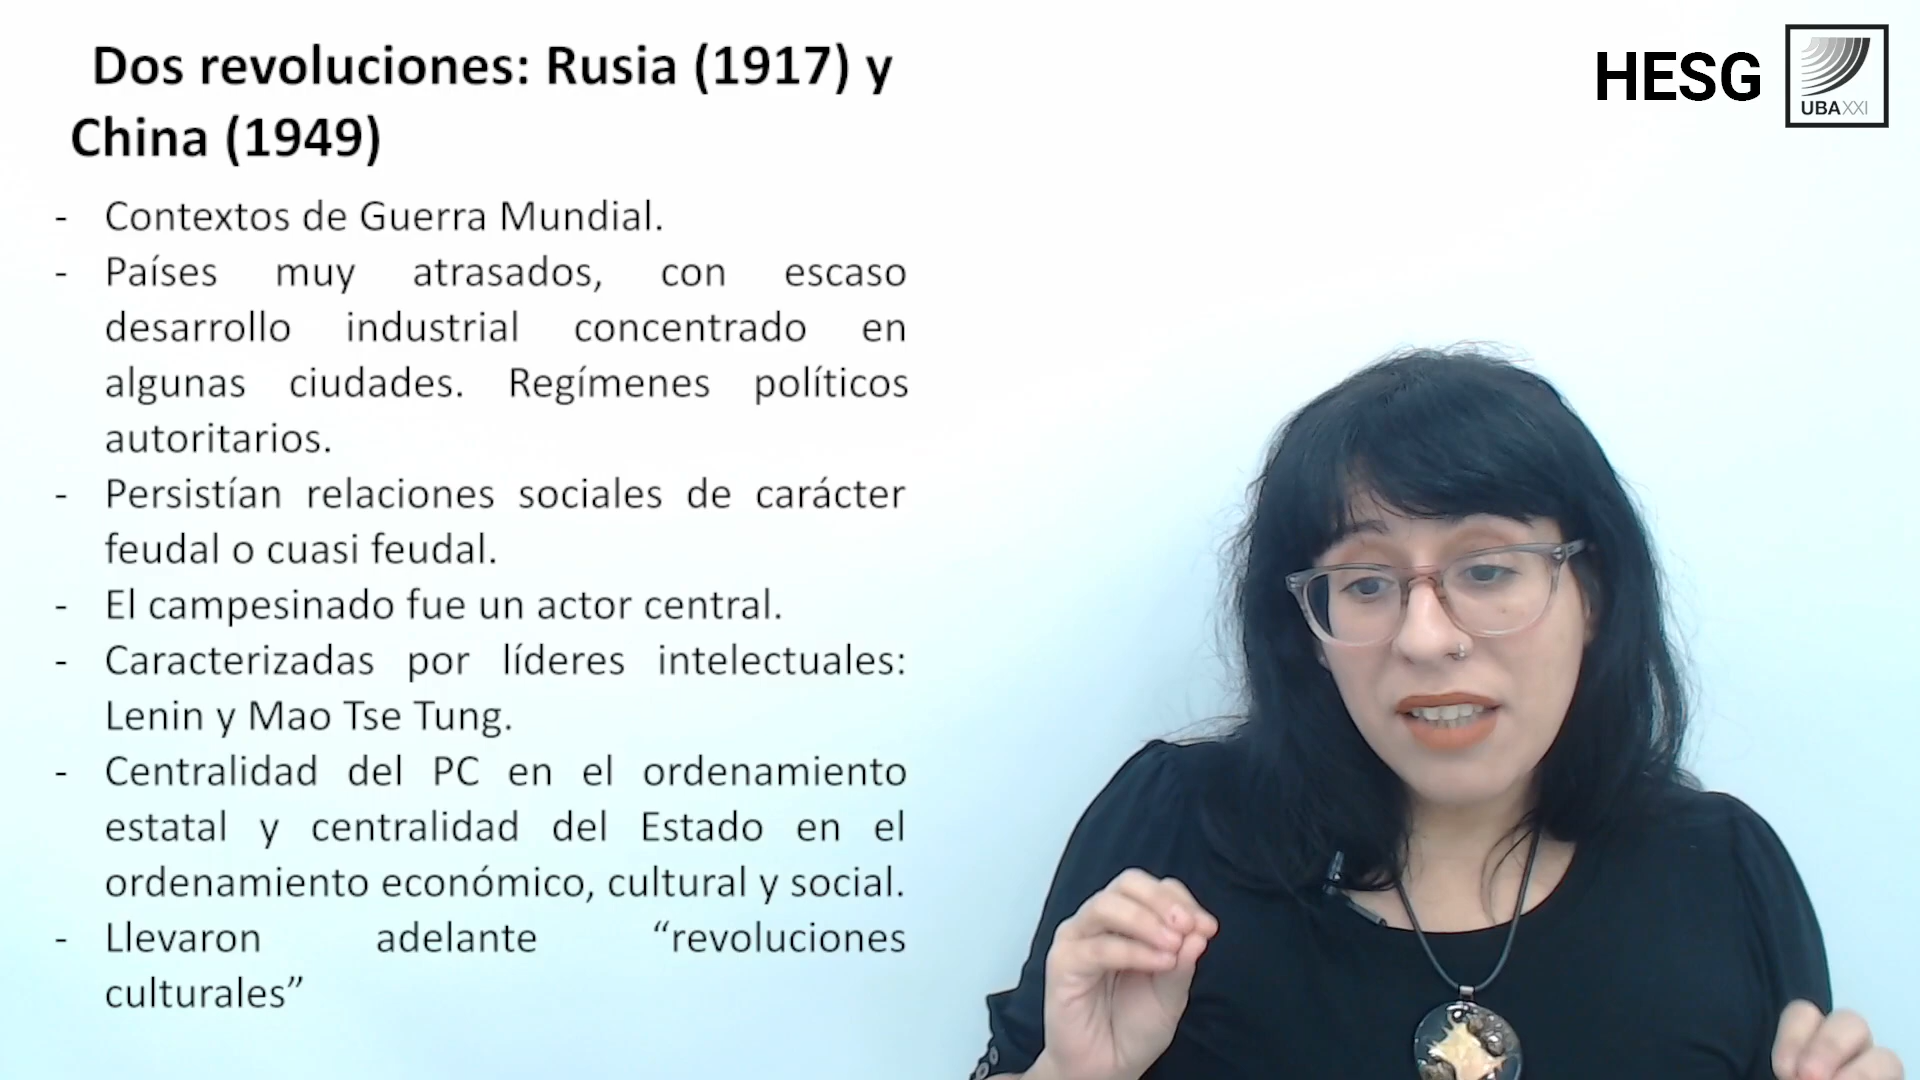 Dos revoluciones: Rusia (1917) y
China (1949)
- Contextos de Guerra Mundial.
- Países muy atrasados, con escaso
desarrollo industrial concentrado en
algunas ciudades. Regímenes políticos
autoritarios.
- Persistían relaciones sociales de carácter
feudal o cuasi feudal.
- El campesinado fue un actor central.
- Caracterizadas por líderes intelectuales:
Lenin y Mao Tse Tung.
- Centralidad del PC en el ordenamiento
estatal y centralidad del Estado en el
ordenamiento económico, cultural y social.
- Llevaron adelante “revoluciones
culturales”
HESG
UBAXXI